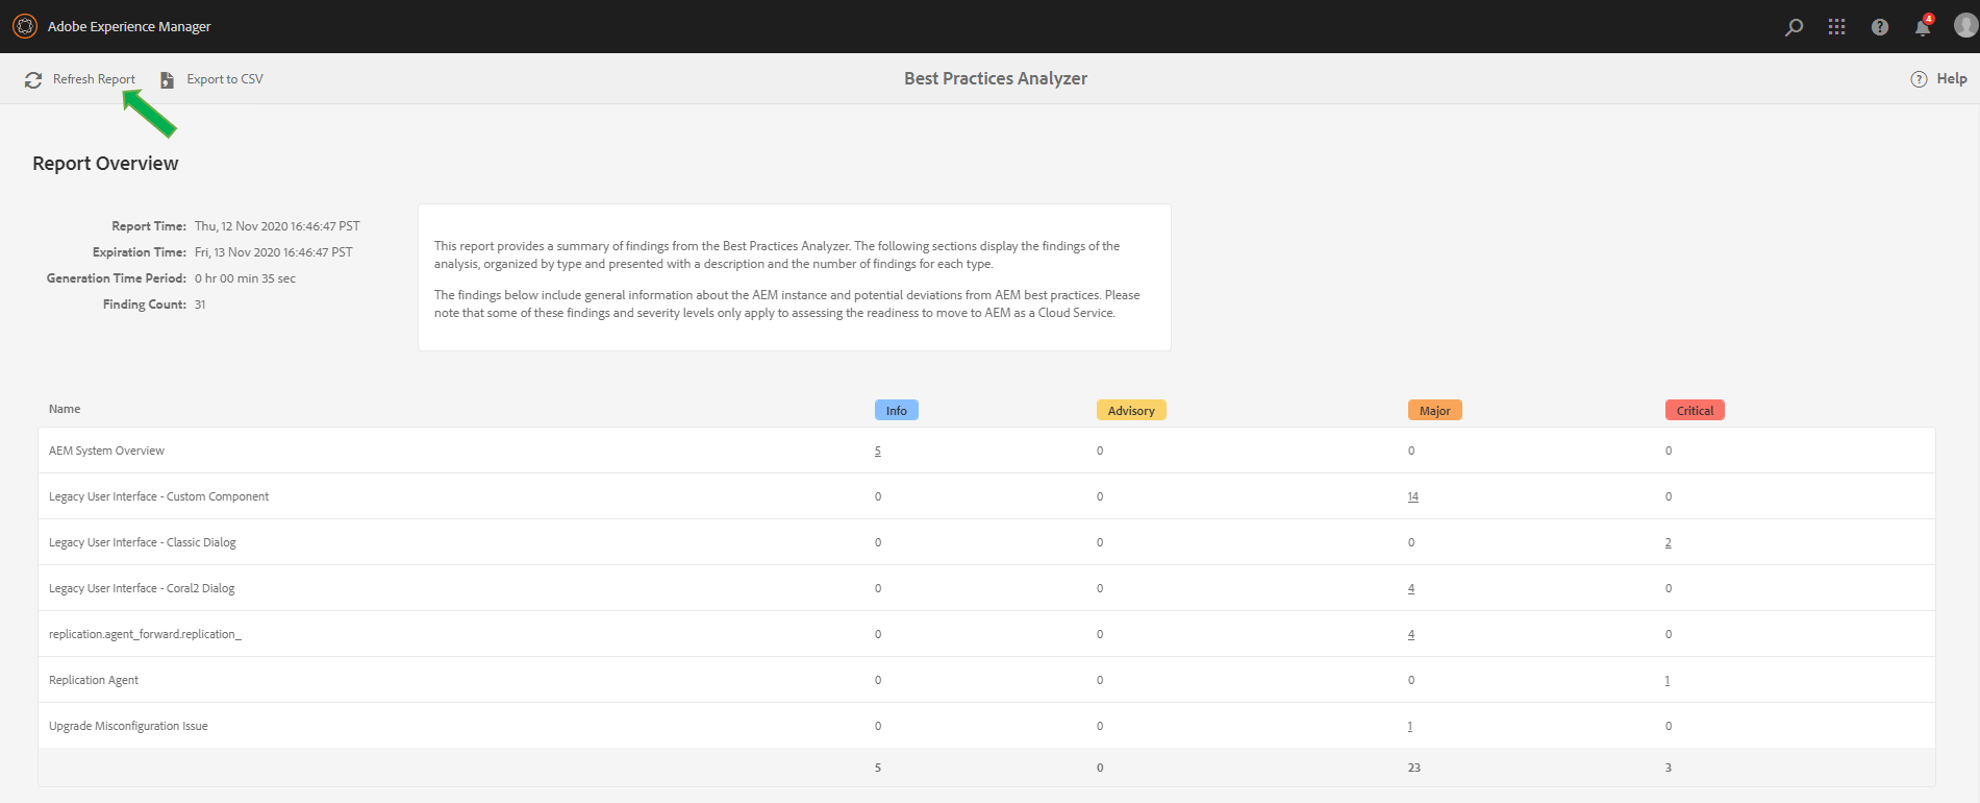 Adobe Experience Manager
4
Refresh Report Export to CSV Best Practices Analyzer Help
Report Overview
Report Time: Thu, 12 Nov 2020 16:46:47 PST
Expiration Time: Fri, 13 Nov 2020 16:46:47 PST
Generation Time Period: 0 hr 00 min 35 sec
Finding Count: 31
This report provides a summary of findings from the Best Practices Analyzer. The following sections display the findings of the
analysis, organized by type and presented with a description and the number of findings for each type.
The findings below include general information about the AEM instance and potential deviations from AEM best practices. Please
note that some of these findings and severity levels only apply to assessing the readiness to move to AEM as a Cloud Service.
Name Info Advisory Major Critical
AEM System Overview 5 0 0 0
Legacy User Interface - Custom Component 0 0 14 0
Legacy User Interface - Classic Dialog 0 0 0 2
Legacy User Interface - Coral2 Dialog 0 0 4 0
replication.agent_forward.replication_ 0 0 4 0
Replication Agent 0 0 0 1
Upgrade Misconfiguration Issue 0 0 1 0
5 0 23 3